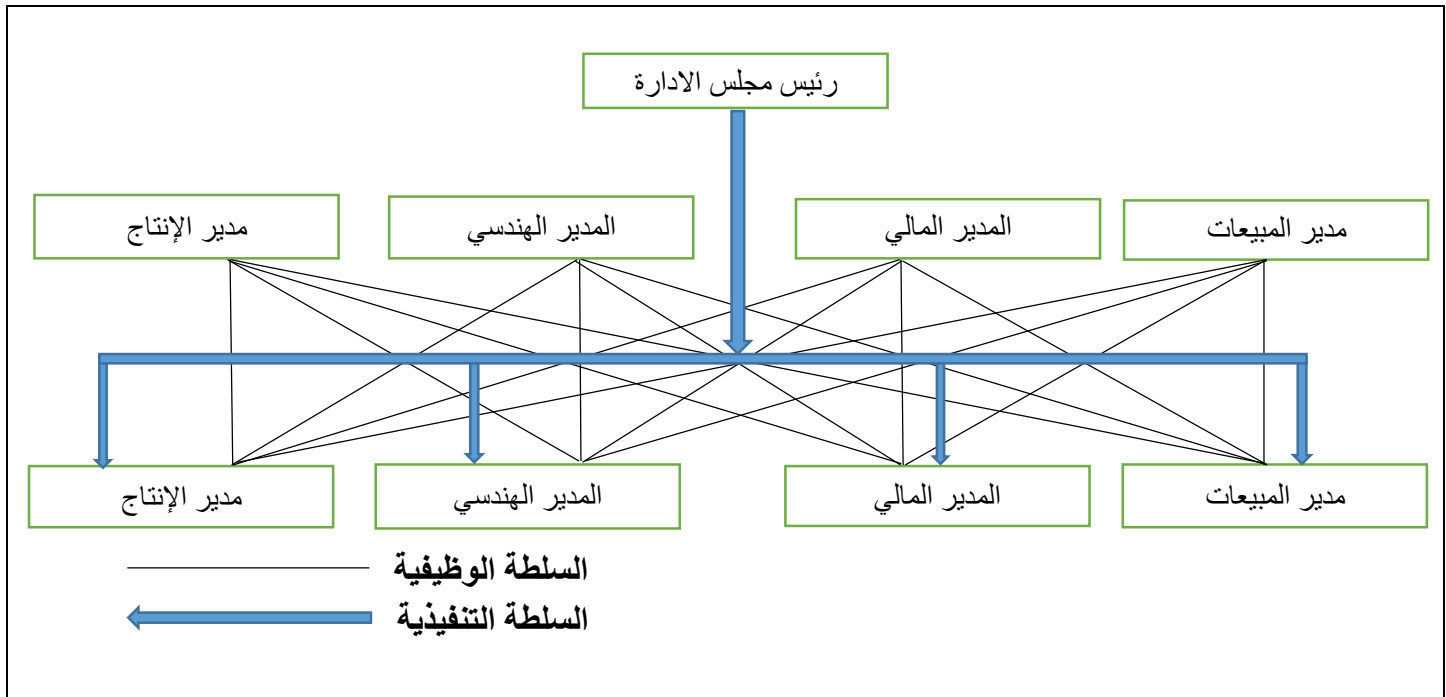 رئيس مجلس الادارة
مدير المبيعات
المدير المالي
المدير الهندسي
مدير الإنتاج
مدير المبيعات
المدير المالي
المدير الهندسي
مدير الإنتاج
السلطة الوظيفية
السلطة التنفيذية